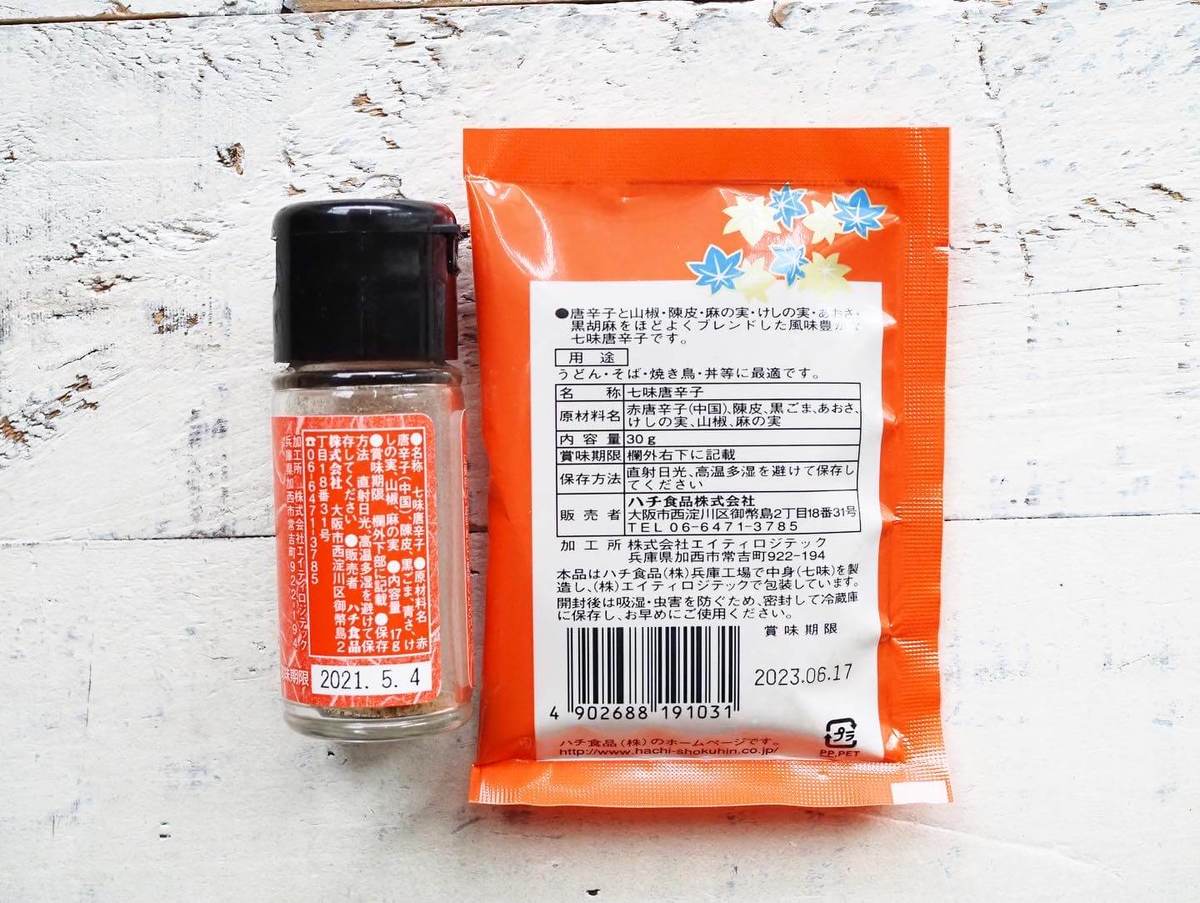 ●名称 七味唐辛子 ●原材料名 赤
唐辛子(中国)、陳皮、黒ごま、青さ、け
しの実、山椒、麻の実 ●内容量 17g
●賞味期限 欄外下部に記載 ●保存
方法 直射日光、高温多湿を避けて保
存してください ●販売者 ハチ食品
株式会社 大阪市西淀川区御幣島2
丁目18番31号
☎06-6471-3785
加工所 株式会社エイティロジテック
兵庫県加西市常吉町922-194
味期限
2021. 5. 4
●唐辛子と山椒・陳皮・麻の実・けしの実・あおさ・
黒胡麻をほどよくブレンドした風味豊かな
七味唐辛子です。
用途
うどん・そば・焼き鳥・丼等に最適です。
名称 七味唐辛子
原材料名 赤唐辛子(中国)、陳皮、黒ごま、あおさ、
けしの実、山椒、麻の実
内容量 30g
賞味期限 欄外右下に記載
保存方法 直射日光、高温多湿を避けて保存し
てください
販売者 ハチ食品株式会社
大阪市西淀川区御幣島2丁目18番31号
TEL 06-6471-3785
加工所 株式会社エイティロジテック
兵庫県加西市常吉町922-194
本品はハチ食品(株)兵庫工場で中身(七味)を製
造し、(株)エイティロジテックで包装しています。
開封後は吸湿・虫害を防ぐため、密封して冷蔵庫
に保存し、お早めにご使用ください。
賞味期限
2023.06.17
4 902688 191031
プラ
PP,PET
ハチ食品(株)のホームページです。
http://www.hachi-shokuhin.co.jp/